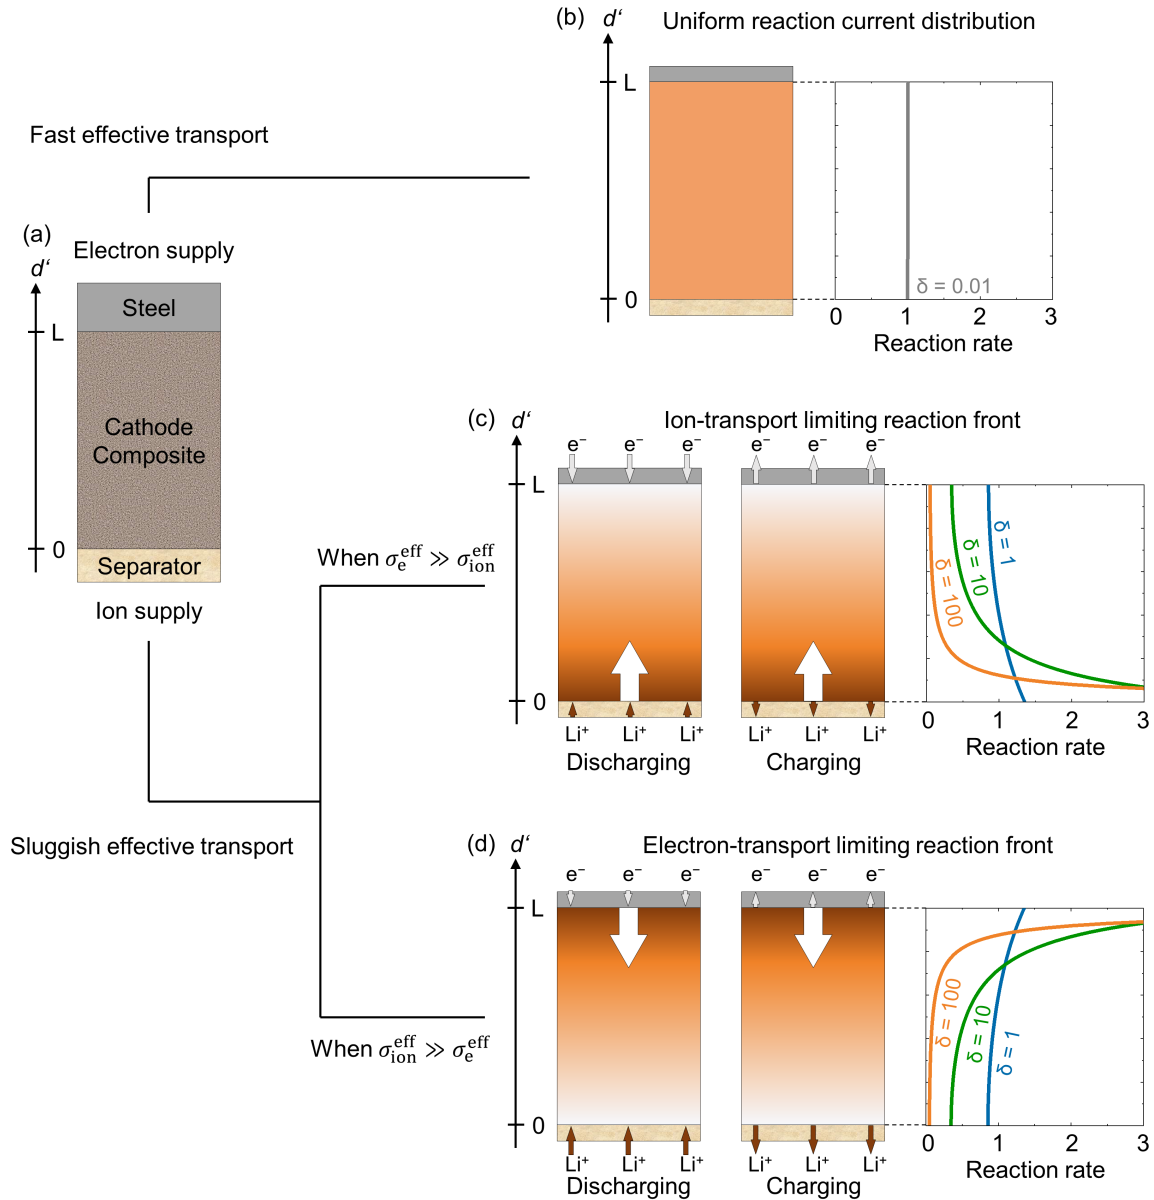 (b) d‘ Uniform reaction current distribution
L
0
δ = 0.01
0 1 2 3
Reaction rate
Fast effective transport
(a)
Electron supply
d‘
Steel
L
Cathode
Composite
0
Separator
Ion supply
When σ_e^eff ≫ σ_ion^eff
Sluggish effective transport
When σ_ion^eff ≫ σ_e^eff
(c) d‘ Ion-transport limiting reaction front
e⁻ e⁻ e⁻ e⁻ e⁻ e⁻
L
δ = 1
δ = 10
δ = 100
0
Li⁺ Li⁺ Li⁺ Li⁺ Li⁺ Li⁺
Discharging Charging
0 1 2 3
Reaction rate
(d) d‘ Electron-transport limiting reaction front
e⁻ e⁻ e⁻ e⁻ e⁻ e⁻
L
δ = 100
δ = 10
δ = 1
0
Li⁺ Li⁺ Li⁺ Li⁺ Li⁺ Li⁺
Discharging Charging
0 1 2 3
Reaction rate